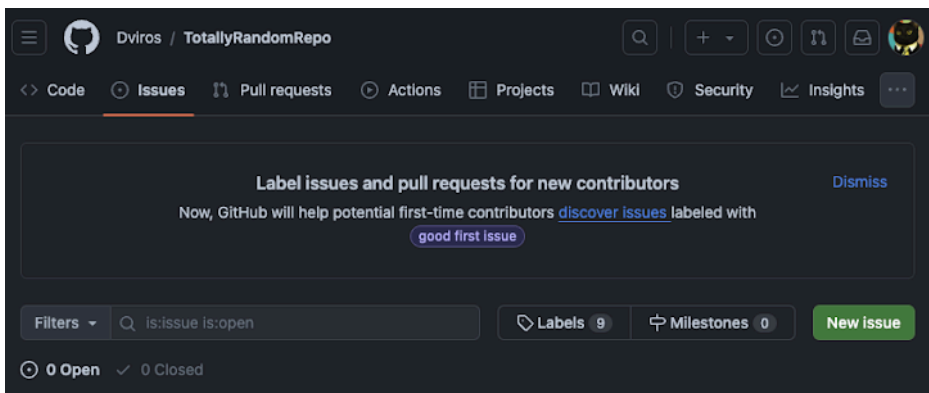 Dviros / TotallyRandomRepo
Code Issues Pull requests Actions Projects Wiki Security Insights
Label issues and pull requests for new contributors
Dismiss
Now, GitHub will help potential first-time contributors discover issues labeled with
good first issue
Filters is:issue is:open Labels 9 Milestones 0 New issue
0 Open 0 Closed